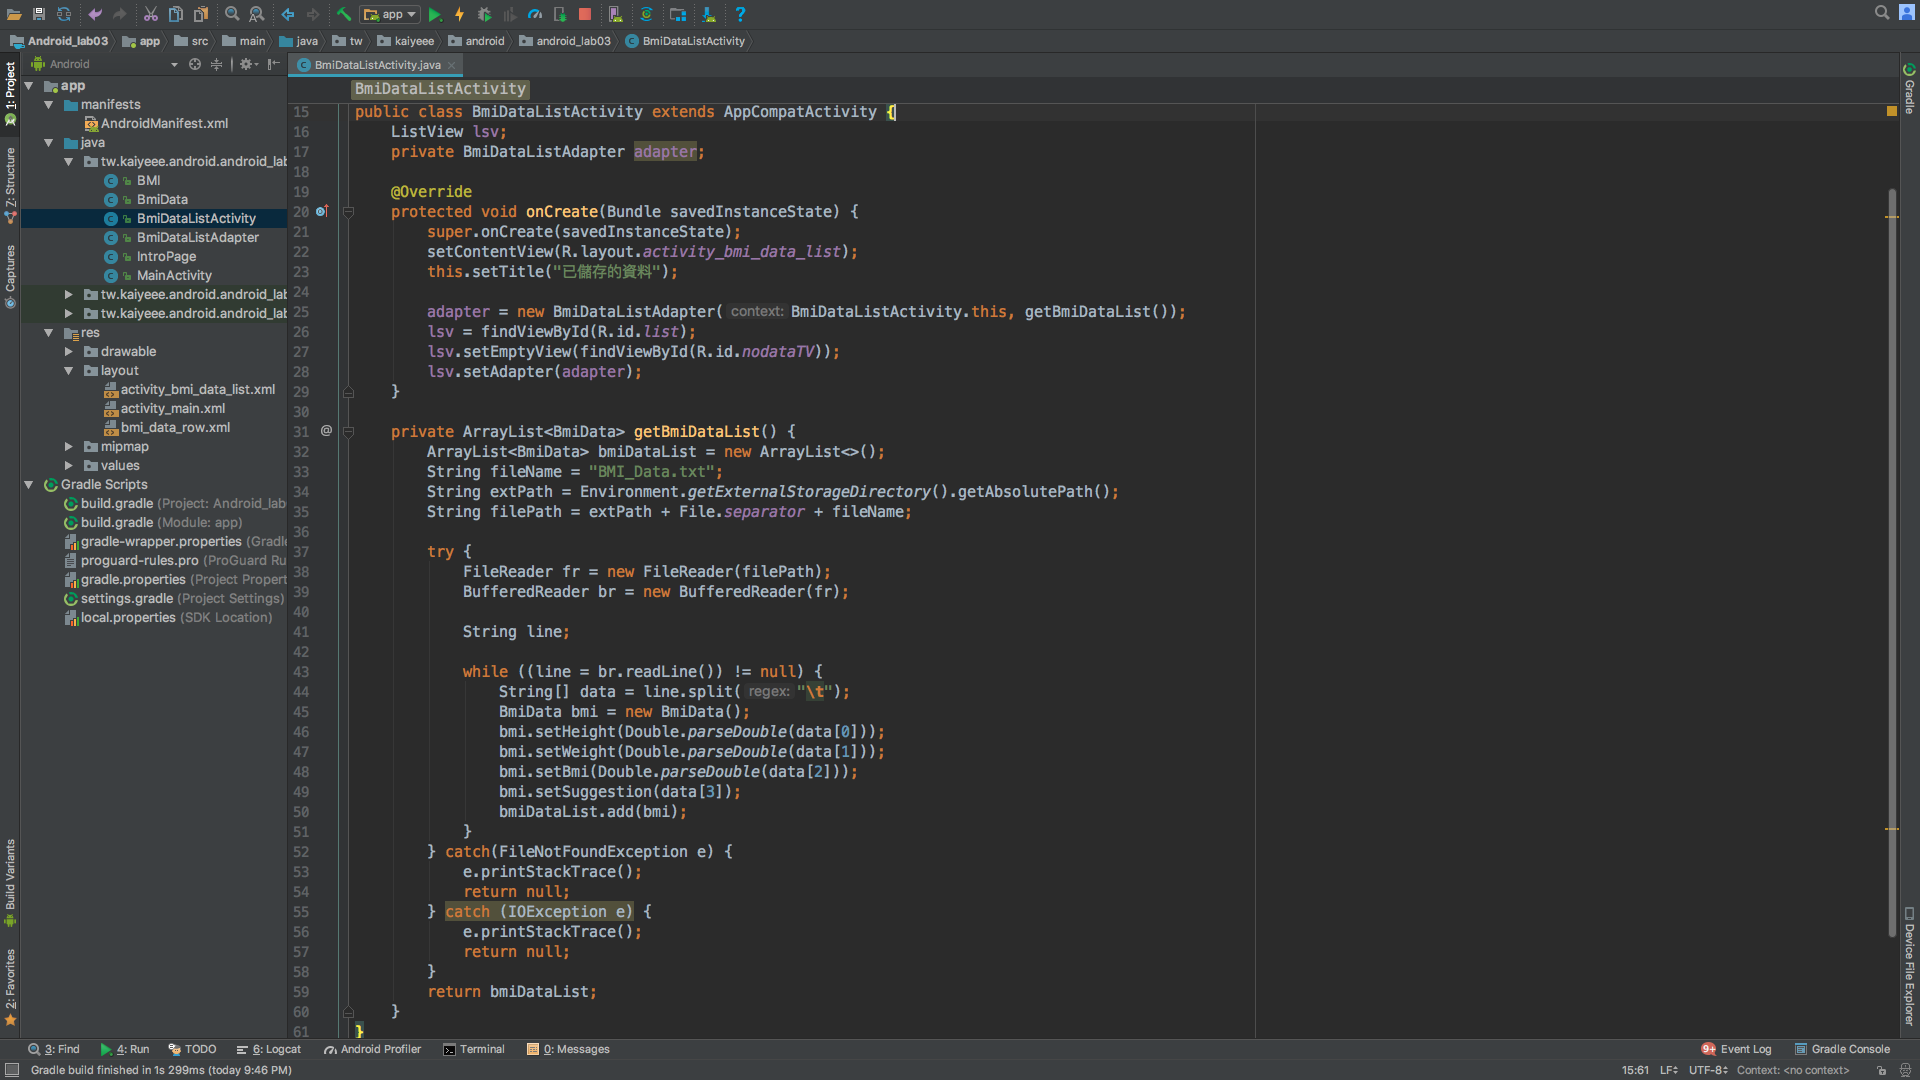 app
Android_lab03 app src main java tw kaiyeee android android_lab03 BmiDataListActivity
1: Project
Z: Structure
Captures
Build Variants
2: Favorites
Android
app
manifests
AndroidManifest.xml
java
tw.kaiyeee.android.android_lab
BMI
BmiData
BmiDataListActivity
BmiDataListAdapter
IntroPage
MainActivity
tw.kaiyeee.android.android_lab
tw.kaiyeee.android.android_lab
res
drawable
layout
activity_bmi_data_list.xml
activity_main.xml
bmi_data_row.xml
mipmap
values
Gradle Scripts
build.gradle (Project: Android_lab
build.gradle (Module: app)
gradle-wrapper.properties (Gradle
proguard-rules.pro (ProGuard Ru
gradle.properties (Project Propert
settings.gradle (Project Settings)
local.properties (SDK Location)
BmiDataListActivity.java
BmiDataListActivity
15 public class BmiDataListActivity extends AppCompatActivity {
16 ListView lsv;
17 private BmiDataListAdapter adapter;
18
19 @Override
20 protected void onCreate(Bundle savedInstanceState) {
21 super.onCreate(savedInstanceState);
22 setContentView(R.layout.activity_bmi_data_list);
23 this.setTitle("已儲存的資料");
24
25 adapter = new BmiDataListAdapter( context: BmiDataListActivity.this, getBmiDataList());
26 lsv = findViewById(R.id.list);
27 lsv.setEmptyView(findViewById(R.id.nodataTV));
28 lsv.setAdapter(adapter);
29 }
30
31 @ private ArrayList<BmiData> getBmiDataList() {
32 ArrayList<BmiData> bmiDataList = new ArrayList<>();
33 String fileName = "BMI_Data.txt";
34 String extPath = Environment.getExternalStorageDirectory().getAbsolutePath();
35 String filePath = extPath + File.separator + fileName;
36
37 try {
38 FileReader fr = new FileReader(filePath);
39 BufferedReader br = new BufferedReader(fr);
40
41 String line;
42
43 while ((line = br.readLine()) != null) {
44 String[] data = line.split( regex: "\t");
45 BmiData bmi = new BmiData();
46 bmi.setHeight(Double.parseDouble(data[0]));
47 bmi.setWeight(Double.parseDouble(data[1]));
48 bmi.setBmi(Double.parseDouble(data[2]));
49 bmi.setSuggestion(data[3]);
50 bmiDataList.add(bmi);
51 }
52 } catch(FileNotFoundException e) {
53 e.printStackTrace();
54 return null;
55 } catch (IOException e) {
56 e.printStackTrace();
57 return null;
58 }
59 return bmiDataList;
60 }
61 }
Gradle
Device File Explorer
3: Find 4: Run TODO 6: Logcat Android Profiler Terminal 0: Messages 9+ Event Log Gradle Console
Gradle build finished in 1s 299ms (today 9:46 PM) 15:61 LF UTF-8 Context: <no context>